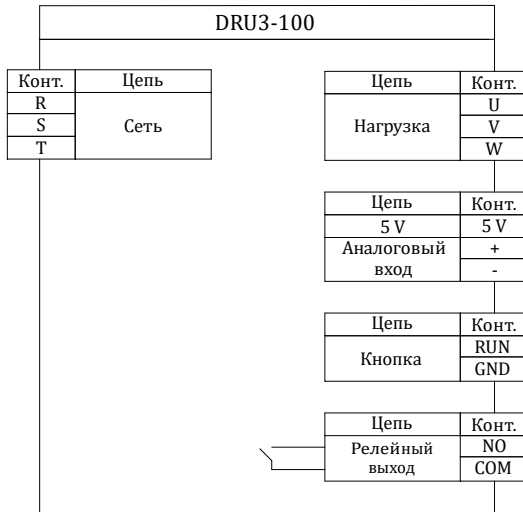 DRU3-100
Конт. Цепь
R
S Сеть
T
Цепь Конт.
U
Нагрузка V
W
Цепь Конт.
5 V 5 V
Аналоговый +
вход -
Цепь Конт.
Кнопка RUN
GND
Цепь Конт.
Релейный NO
выход COM